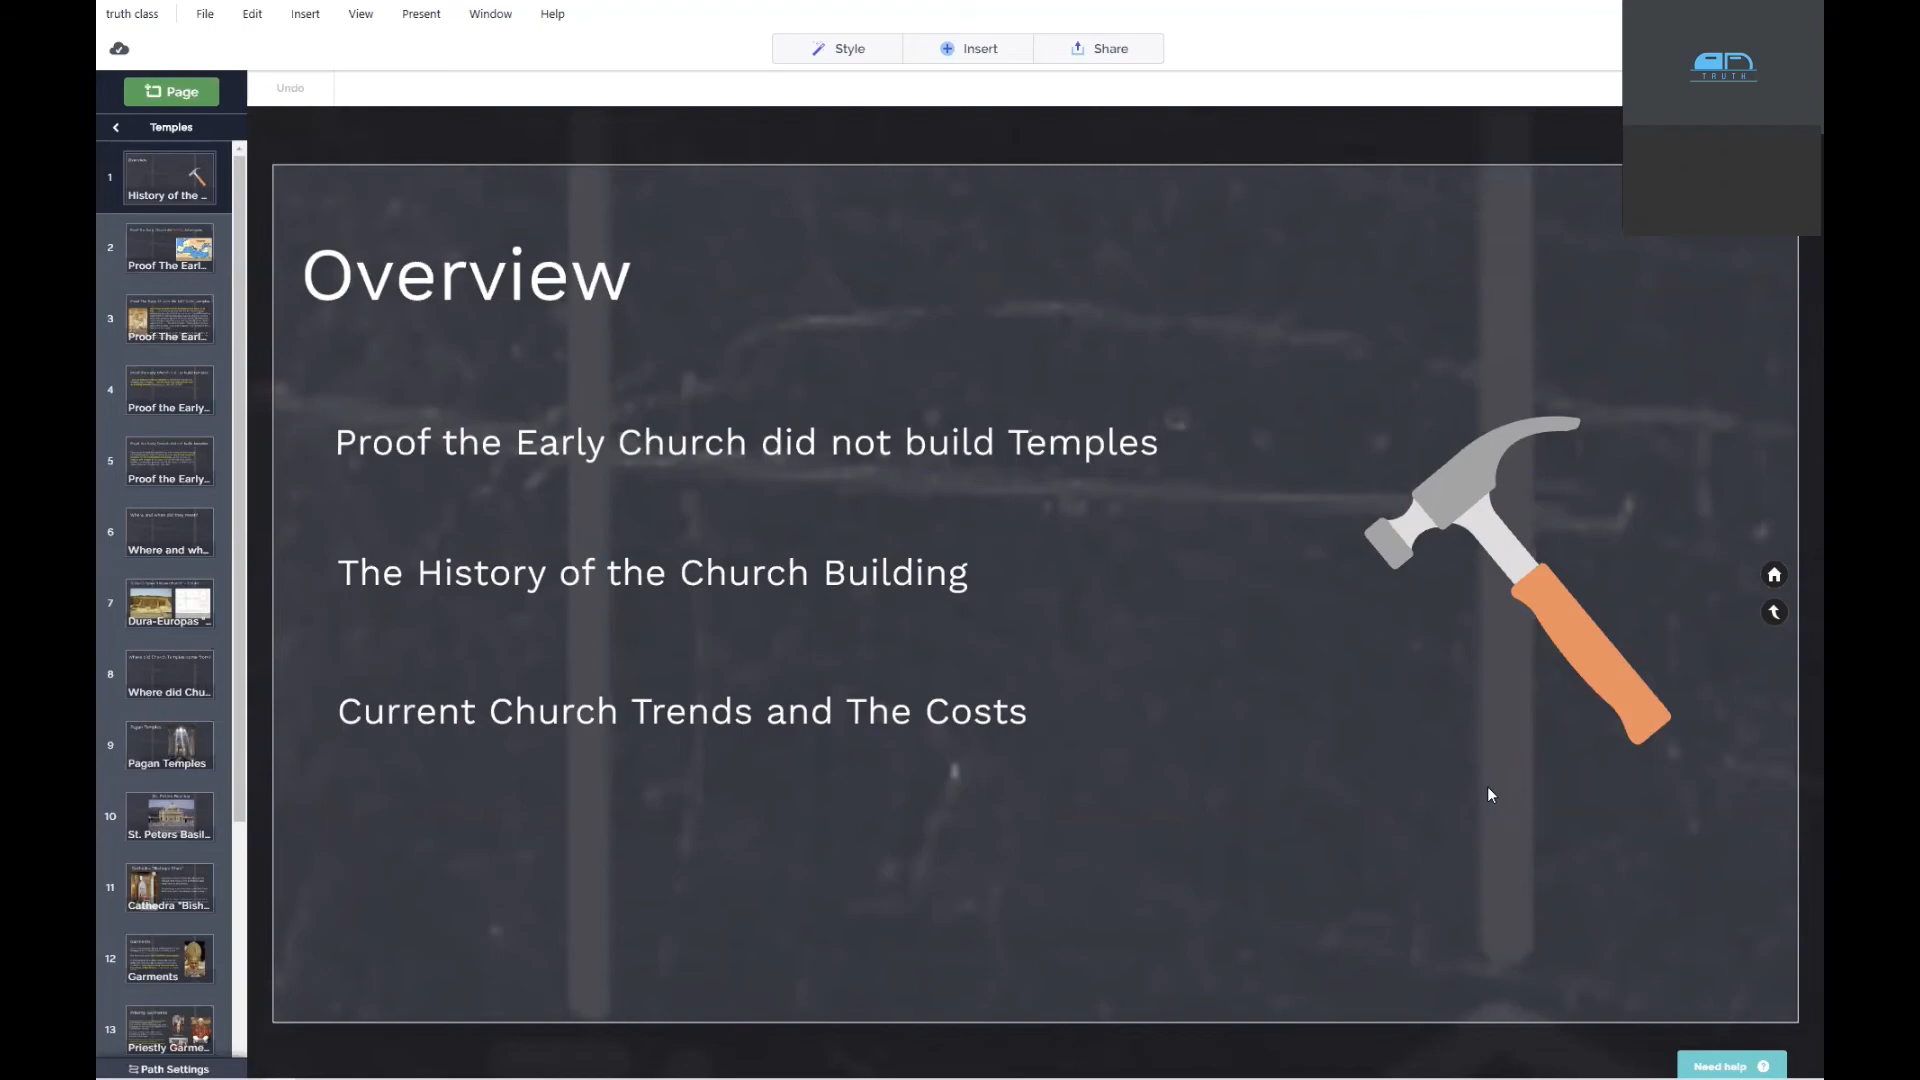 truth class
File
Edit
Insert
View
Present
Window
Help
Style
Insert
Share
TRUTH
Page
Undo
Temples
1
History of the ...
2
Proof The Earl...
3
Proof The Earl...
4
Proof the Early...
5
Proof the Early...
6
Where and wh...
7
Dura-Europas "...
8
Where did Chu...
9
Pagan Temples
10
St. Peters Basil...
11
Cathedra "Bish...
12
Garments
13
Priestly Garme...
Path Settings
Overview
Proof the Early Church did not build Temples
The History of the Church Building
Current Church Trends and The Costs
Need help ?